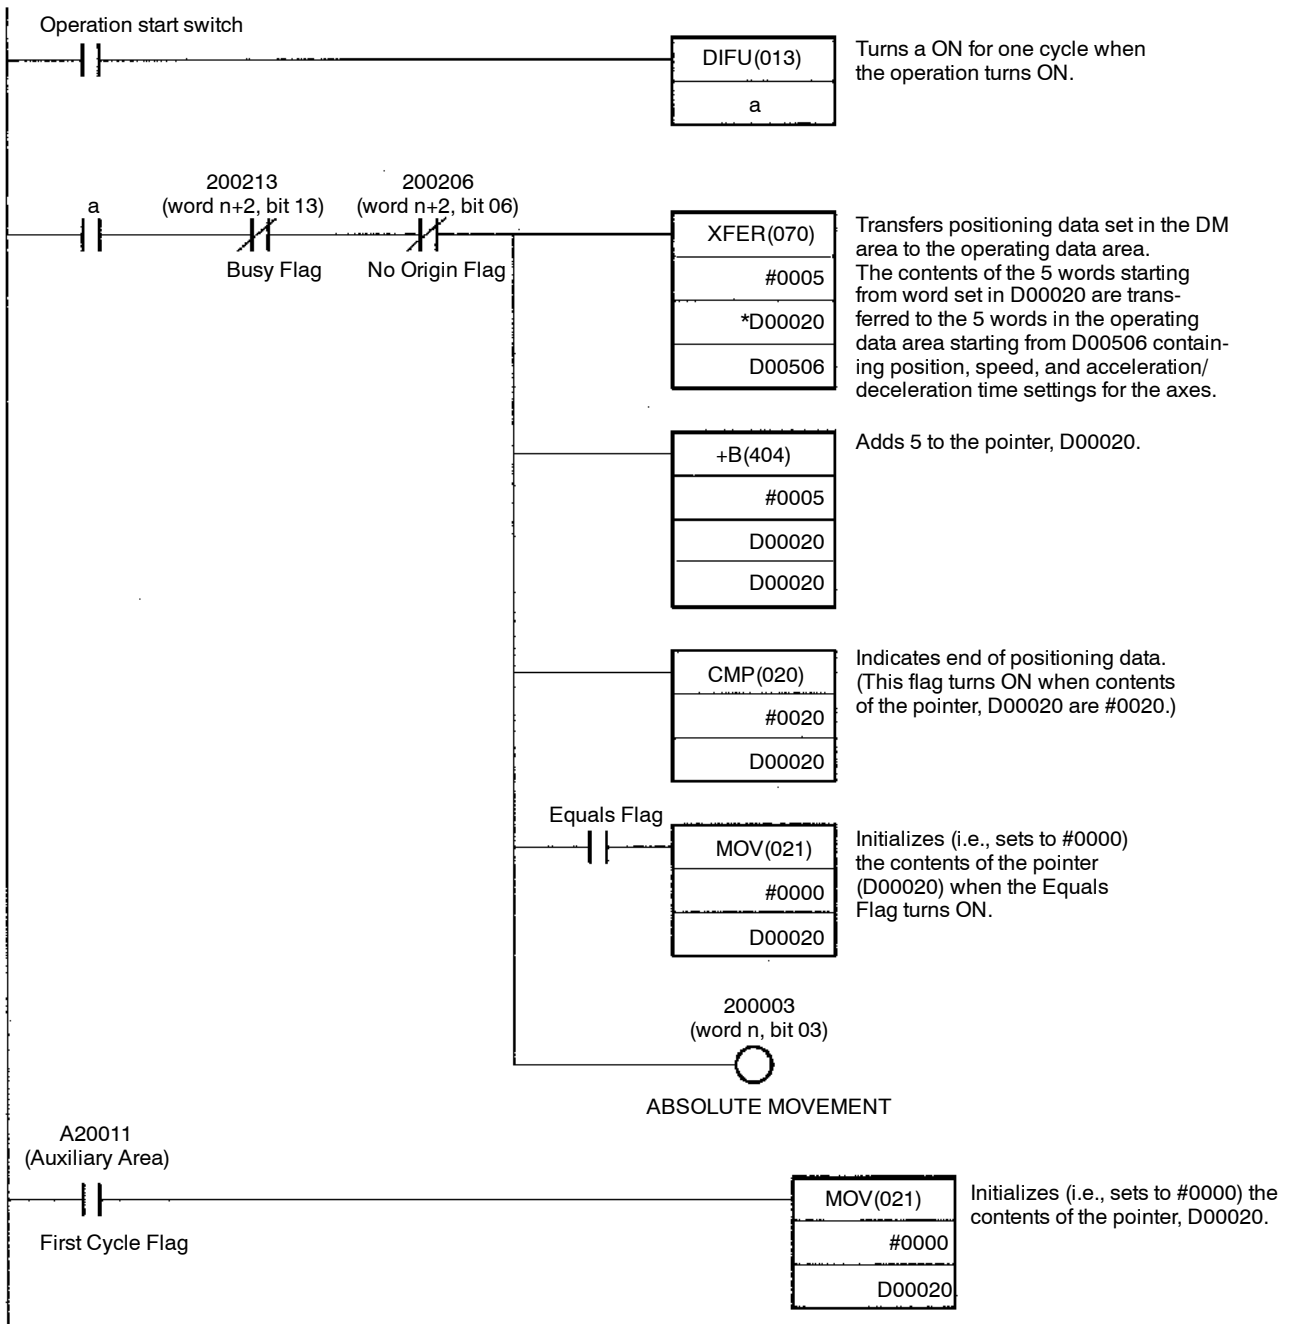 Operation start switch
DIFU(013)
a
Turns a ON for one cycle when
the operation turns ON.
a
200213
(word n+2, bit 13)
Busy Flag
200206
(word n+2, bit 06)
No Origin Flag
XFER(070)
#0005
*D00020
D00506
Transfers positioning data set in the DM
area to the operating data area.
The contents of the 5 words starting
from word set in D00020 are trans-
ferred to the 5 words in the operating
data area starting from D00506 contain-
ing position, speed, and acceleration/
deceleration time settings for the axes.
+B(404)
#0005
D00020
D00020
Adds 5 to the pointer, D00020.
CMP(020)
#0020
D00020
Indicates end of positioning data.
(This flag turns ON when contents
of the pointer, D00020 are #0020.)
Equals Flag
MOV(021)
#0000
D00020
Initializes (i.e., sets to #0000)
the contents of the pointer
(D00020) when the Equals
Flag turns ON.
200003
(word n, bit 03)
ABSOLUTE MOVEMENT
A20011
(Auxiliary Area)
First Cycle Flag
MOV(021)
#0000
D00020
Initializes (i.e., sets to #0000) the
contents of the pointer, D00020.